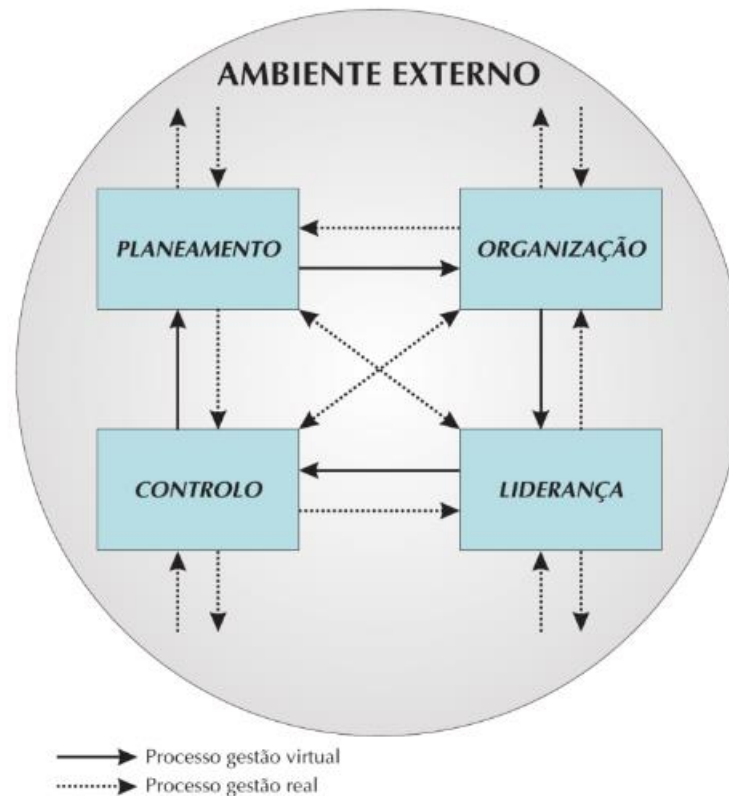 AMBIENTE EXTERNO
PLANEAMENTO
ORGANIZAÇÃO
CONTROLO
LIDERANÇA
Processo gestão virtual
Processo gestão real